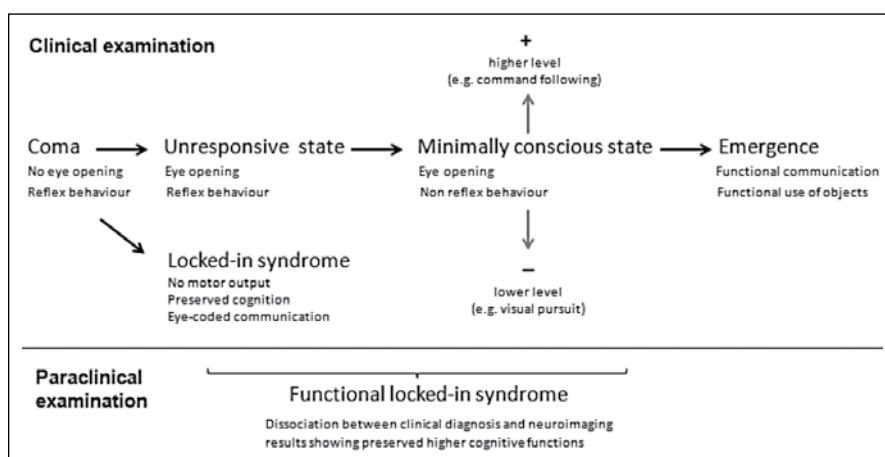 Clinical examination
+
higher level
(e.g. command following)
Coma
No eye opening
Reflex behaviour
Unresponsive state
Eye opening
Reflex behaviour
Minimally conscious state
Eye opening
Non reflex behaviour
Emergence
Functional communication
Functional use of objects
Locked-in syndrome
No motor output
Preserved cognition
Eye-coded communication
–
lower level
(e.g. visual pursuit)
Paraclinical
examination
Functional locked-in syndrome
Dissociation between clinical diagnosis and neuroimaging
results showing preserved higher cognitive functions